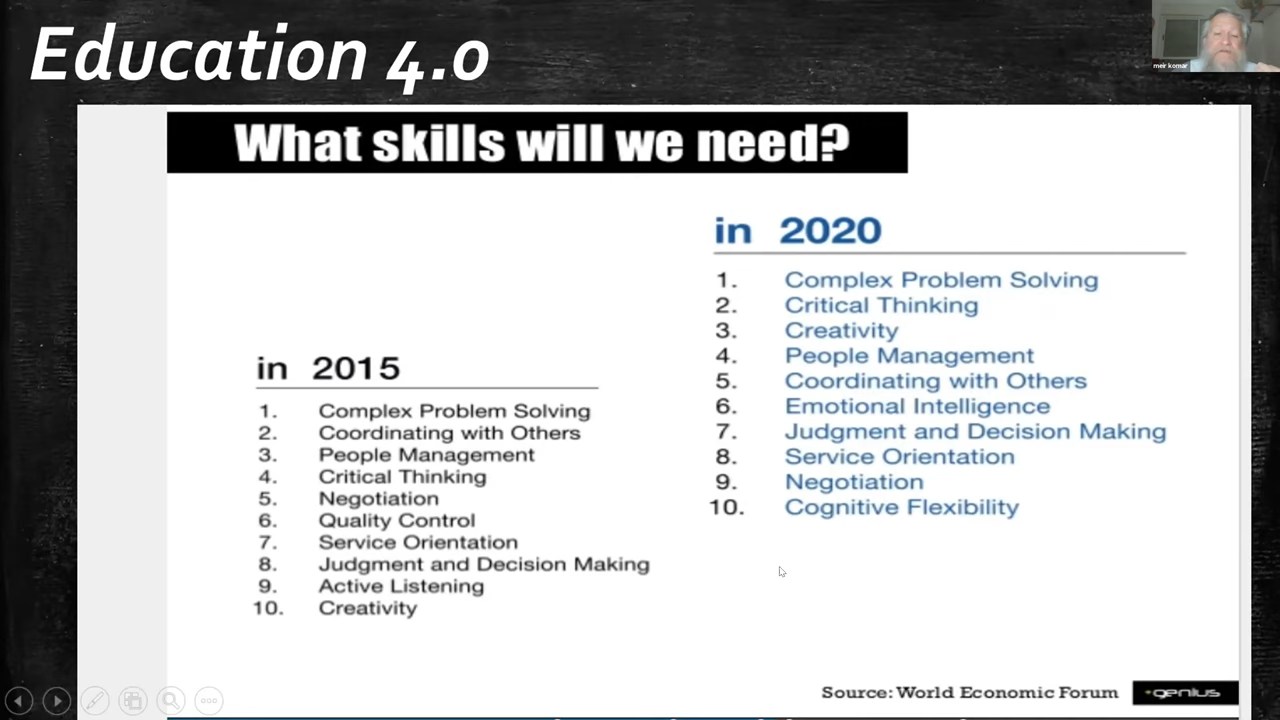 Education 4.0
meir komar
What skills will we need?
in 2015
1. Complex Problem Solving
2. Coordinating with Others
3. People Management
4. Critical Thinking
5. Negotiation
6. Quality Control
7. Service Orientation
8. Judgment and Decision Making
9. Active Listening
10. Creativity
in 2020
1. Complex Problem Solving
2. Critical Thinking
3. Creativity
4. People Management
5. Coordinating with Others
6. Emotional Intelligence
7. Judgment and Decision Making
8. Service Orientation
9. Negotiation
10. Cognitive Flexibility
Source: World Economic Forum
genius